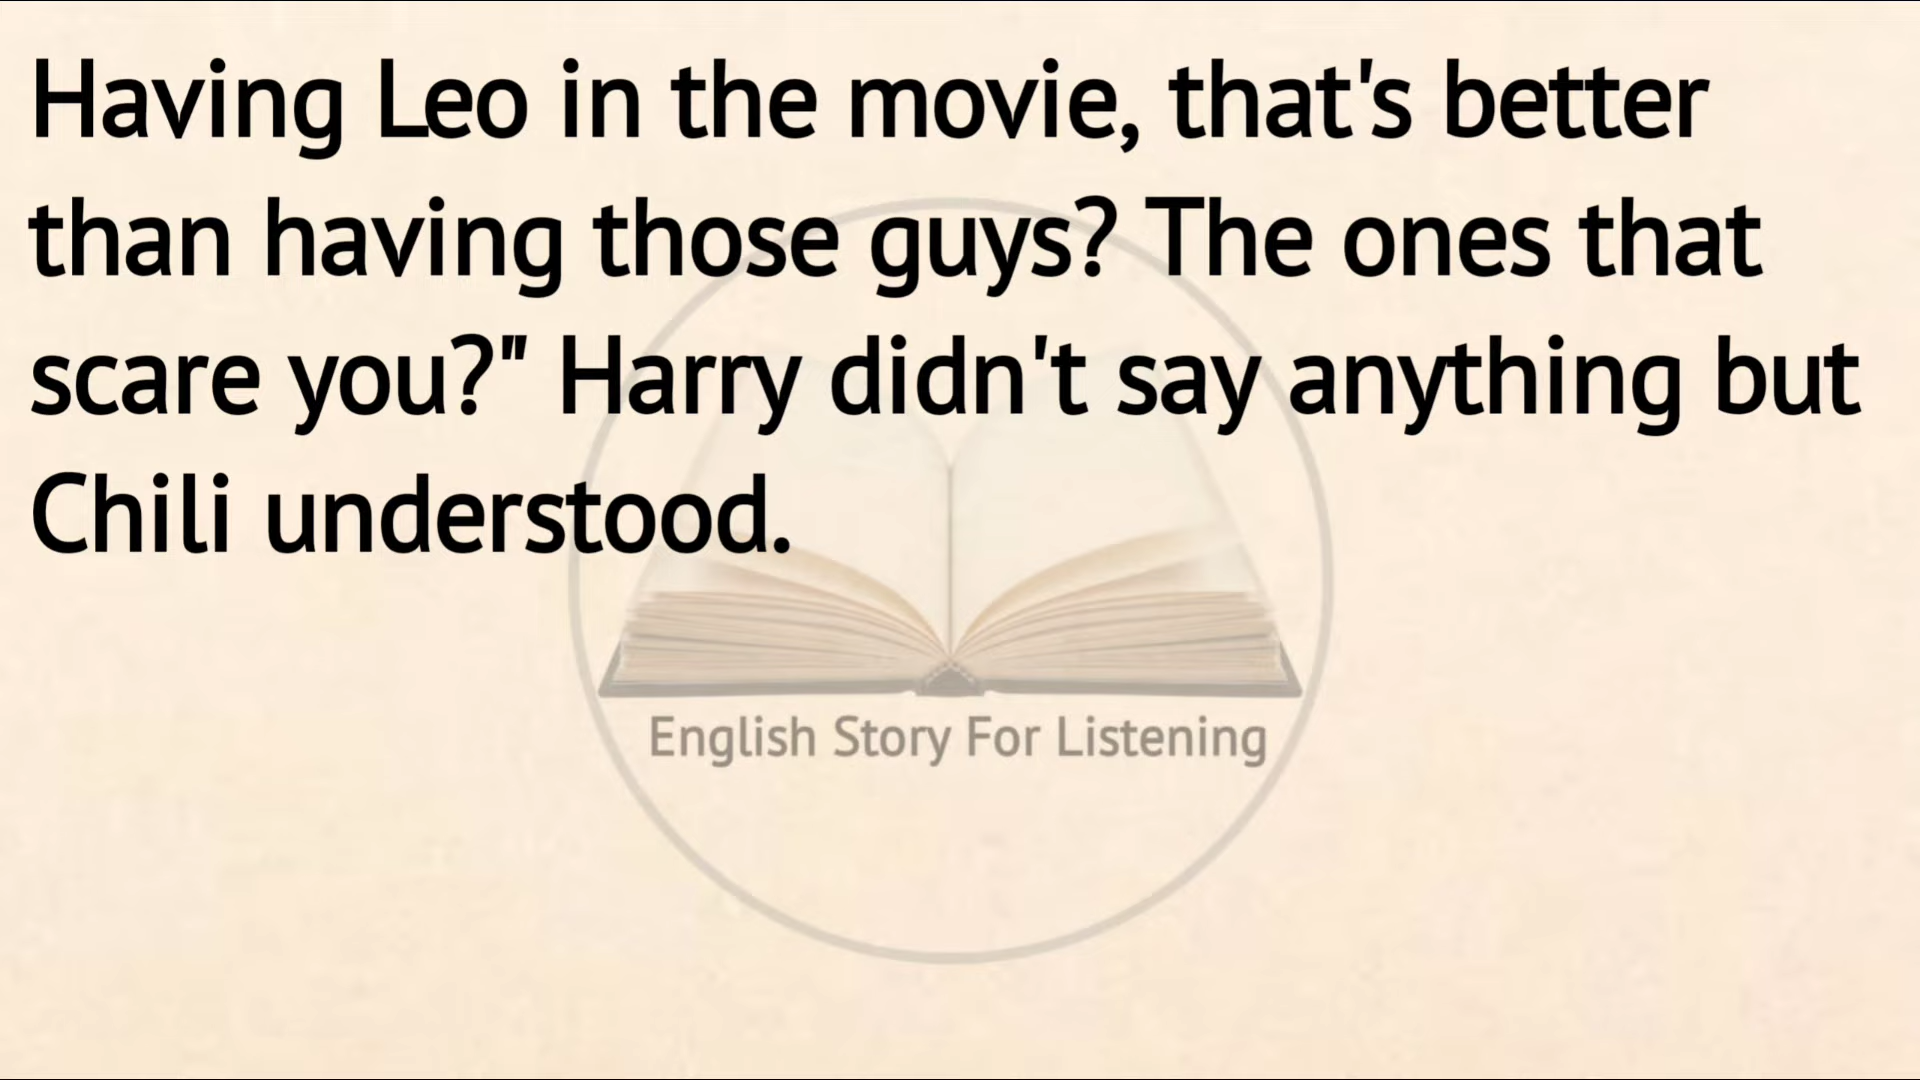 Having Leo in the movie, that's better
than having those guys? The ones that
scare you?" Harry didn't say anything but
Chili understood.
English Story For Listening